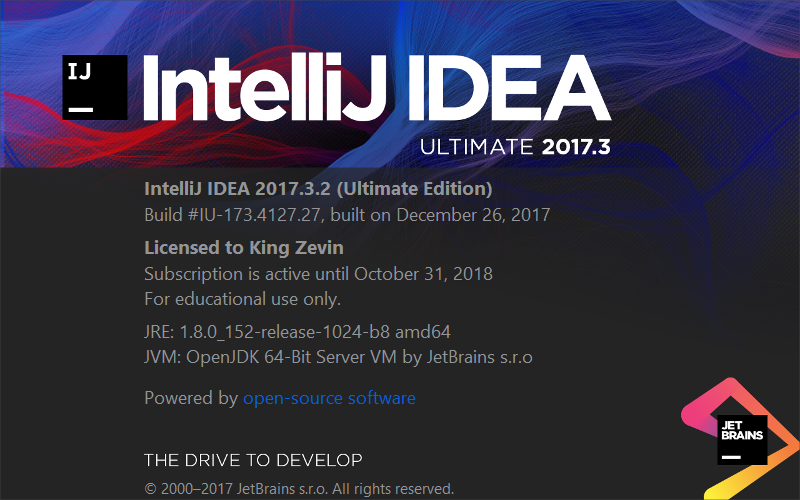 IJ
IntelliJ IDEA
ULTIMATE 2017.3
IntelliJ IDEA 2017.3.2 (Ultimate Edition)
Build #IU-173.4127.27, built on December 26, 2017
Licensed to King Zevin
Subscription is active until October 31, 2018
For educational use only.
JRE: 1.8.0_152-release-1024-b8 amd64
JVM: OpenJDK 64-Bit Server VM by JetBrains s.r.o
Powered by open-source software
JET
BRAINS
THE DRIVE TO DEVELOP
© 2000–2017 JetBrains s.r.o. All rights reserved.